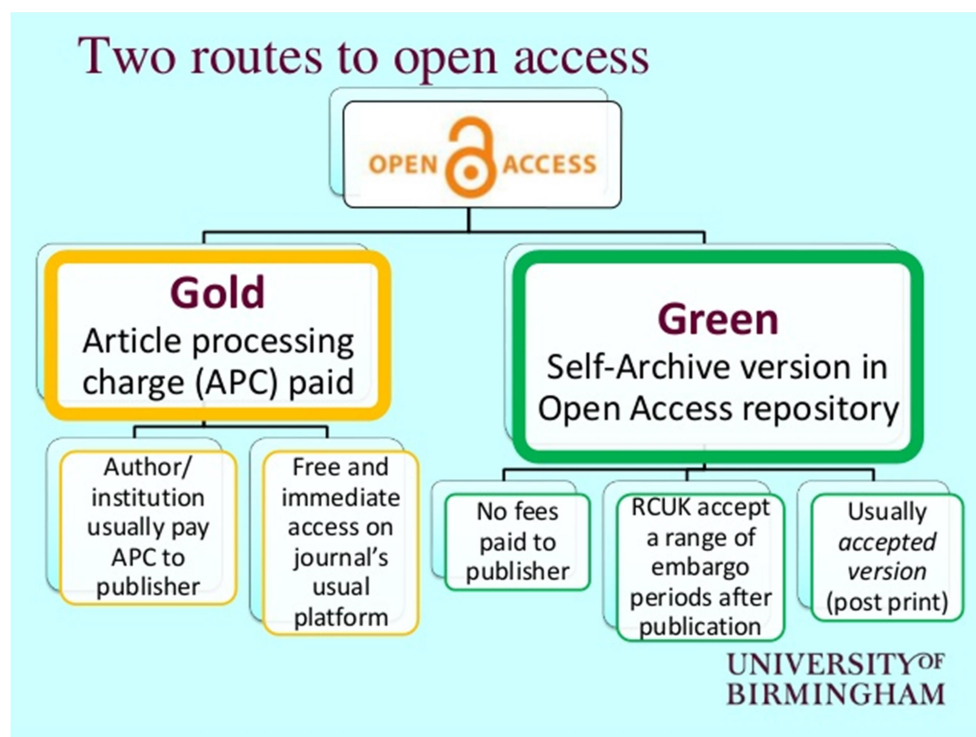 Two routes to open access
OPEN ACCESS
Gold
Article processing
charge (APC) paid
Green
Self-Archive version in
Open Access repository
Author/
institution
usually pay
APC to
publisher
Free and
immediate
access on
journal’s
usual
platform
No fees
paid to
publisher
RCUK accept
a range of
embargo
periods after
publication
Usually
accepted
version
(post print)
UNIVERSITY OF
BIRMINGHAM